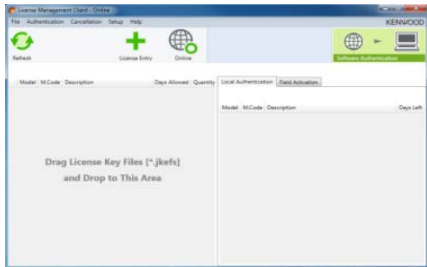 License Management Client - Online
File Authentication Cancellation Setup Help
KENWOOD
Refresh
License Entry
Online
Software Authentication
Model M.Code Description Days Allowed Quantity
Local Authentication Field Activation
Model M.Code Description Days Left
Drag License Key Files [*.jkefs]
and Drop to This Area